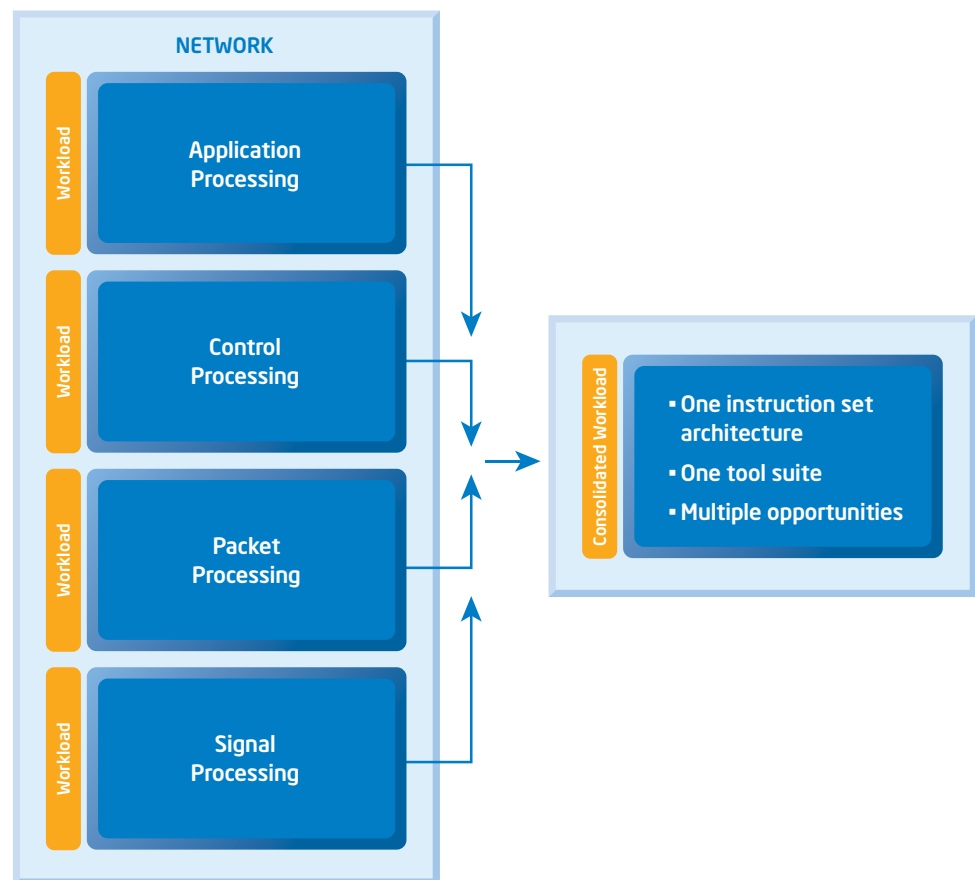 NETWORK
Workload
Application
Processing
Workload
Control
Processing
Workload
Packet
Processing
Workload
Signal
Processing
Consolidated Workload
▪ One instruction set
architecture
▪ One tool suite
▪ Multiple opportunities